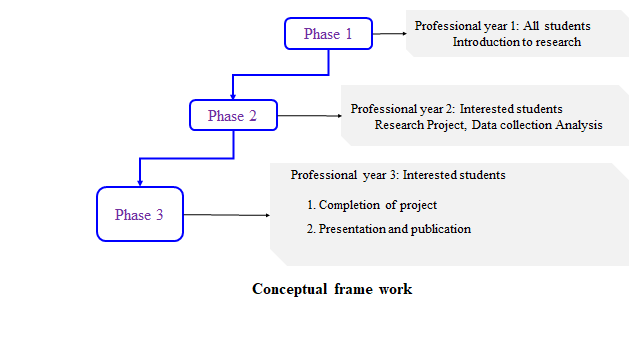 Phase 1
Professional year 1: All students
Introduction to research
Phase 2
Professional year 2: Interested students
Research Project, Data collection Analysis
Phase 3
Professional year 3: Interested students
1. Completion of project
2. Presentation and publication
Conceptual frame work